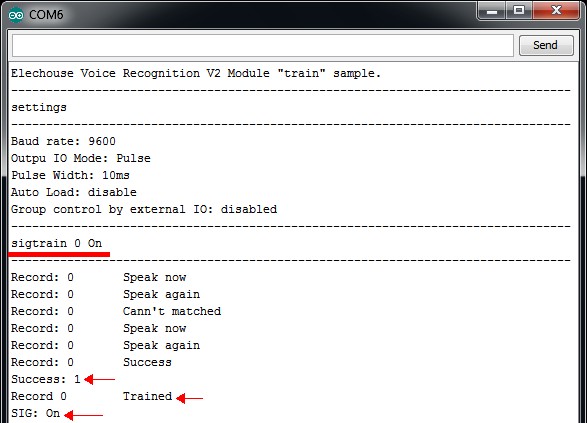 COM6
Send
Elechouse Voice Recognition V2 Module "train" sample.
--------------------------------------------------------------------------------
settings
--------------------------------------------------------------------------------
Baud rate: 9600
Outpu IO Mode: Pulse
Pulse Width: 10ms
Auto Load: disable
Group control by external IO: disabled
--------------------------------------------------------------------------------
sigtrain 0 On
--------------------------------------------------------------------------------
Record: 0 Speak now
Record: 0 Speak again
Record: 0 Cann't matched
Record: 0 Speak now
Record: 0 Speak again
Record: 0 Success
Success: 1
Record 0 Trained
SIG: On